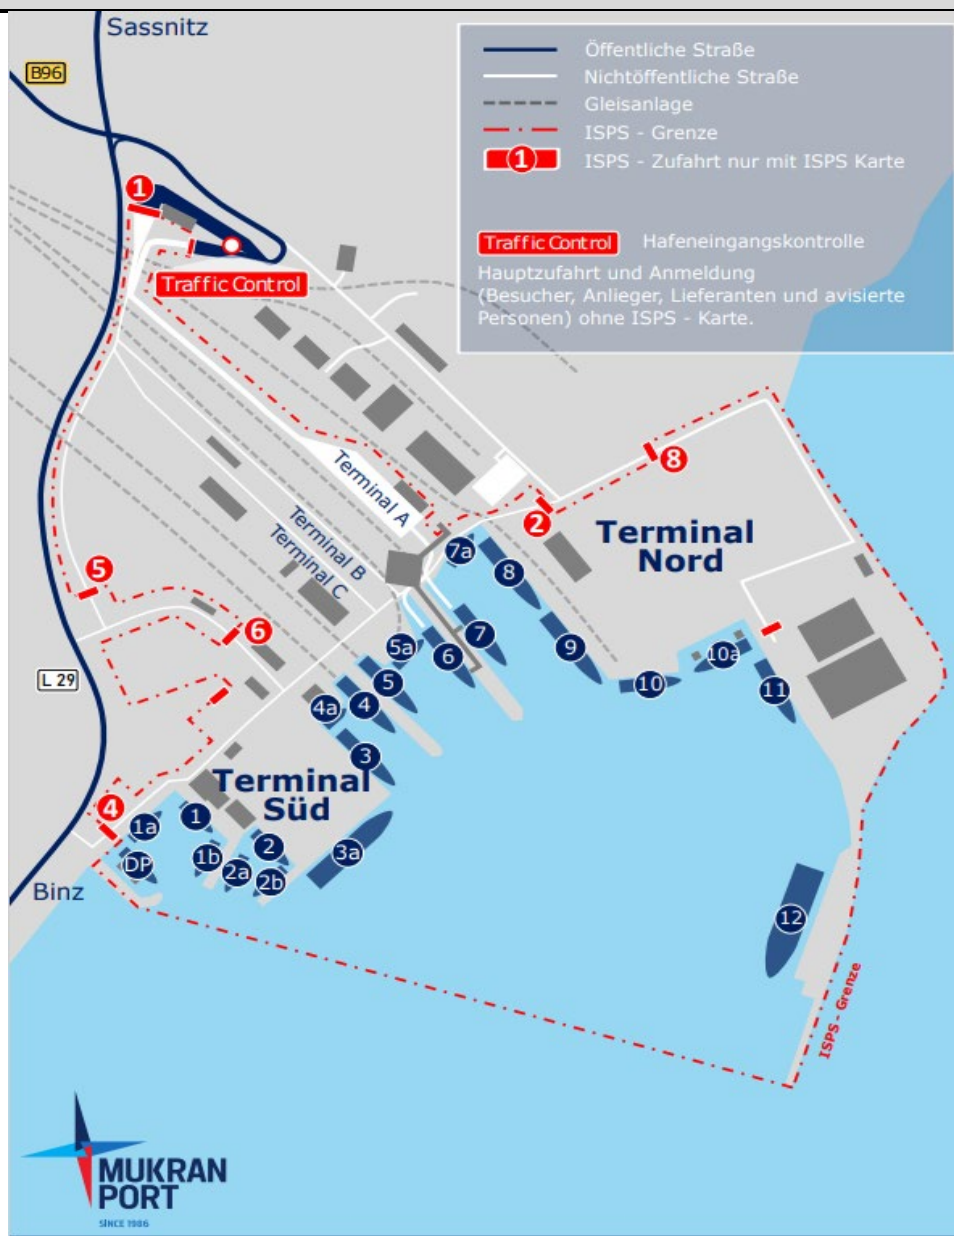 Sassnitz
B96
Öffentliche Straße
Nichtöffentliche Straße
Gleisanlage
ISPS - Grenze
1 ISPS - Zufahrt nur mit ISPS Karte
Traffic Control Hafeneingangskontrolle
Hauptzufahrt und Anmeldung
(Besucher, Anlieger, Lieferanten und avisierte
Personen) ohne ISPS - Karte.
1
Traffic Control
8
Terminal A
2
Terminal
Nord
Terminal B
Terminal C
7a
8
5
6
7
9
5a
6
10a
L 29
5
10
11
4a
4
3
Terminal
Süd
4
1a
1
2
3a
DP
1b
2a
2b
Binz
12
ISPS - Grenze
MUKRAN
PORT
SINCE 1986